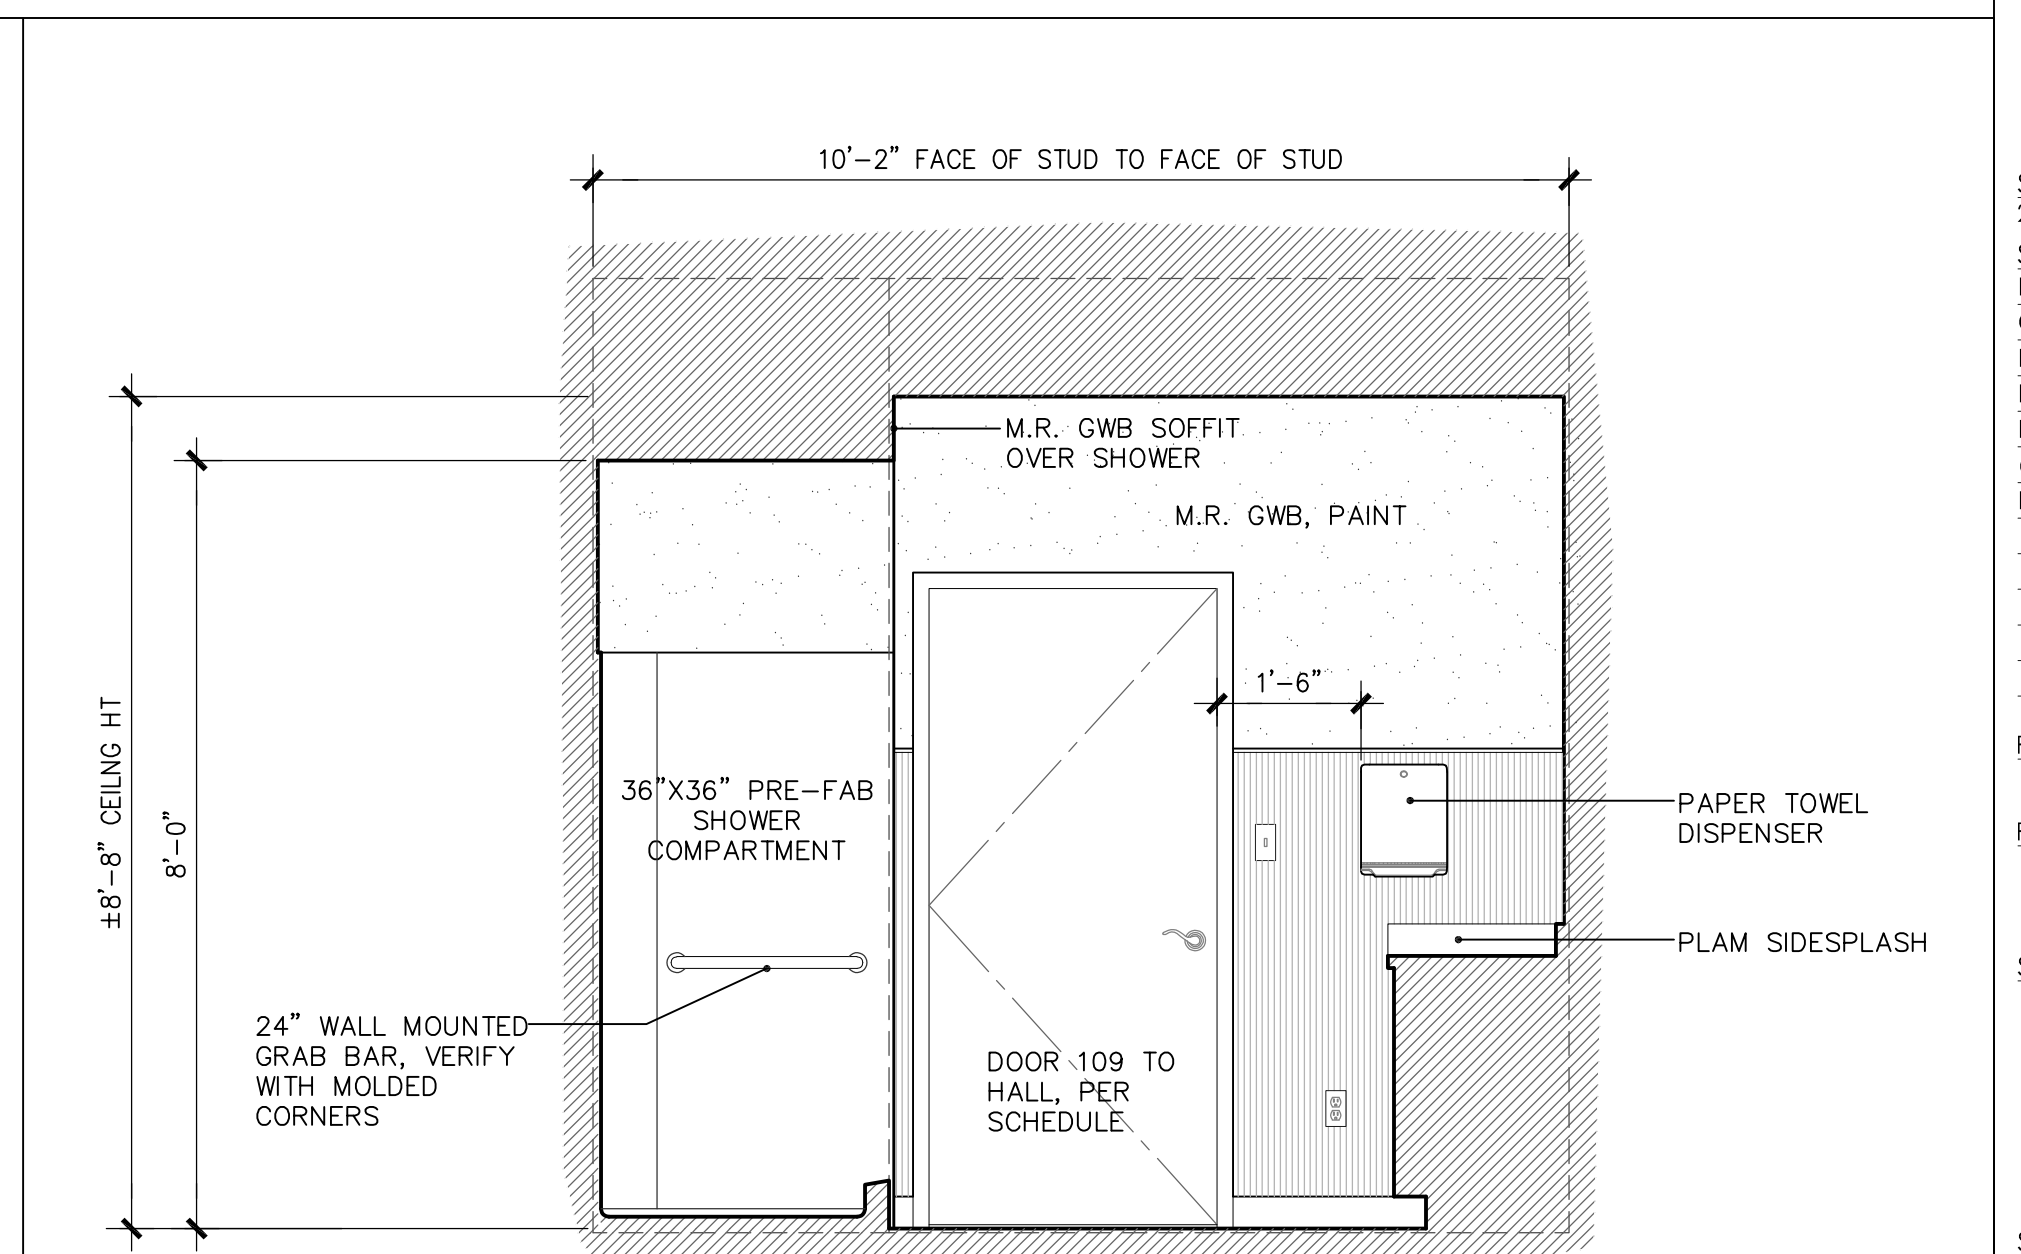 10'-2" FACE OF STUD TO FACE OF STUD
M.R. GWB SOFFIT
OVER SHOWER
M.R. GWB, PAINT
1'-6"
±8'-8" CEILNG HT
8'-0"
36"X36" PRE-FAB
SHOWER
COMPARTMENT
PAPER TOWEL
DISPENSER
PLAM SIDESPLASH
24" WALL MOUNTED
GRAB BAR, VERIFY
WITH MOLDED
CORNERS
DOOR 109 TO
HALL, PER
SCHEDULE